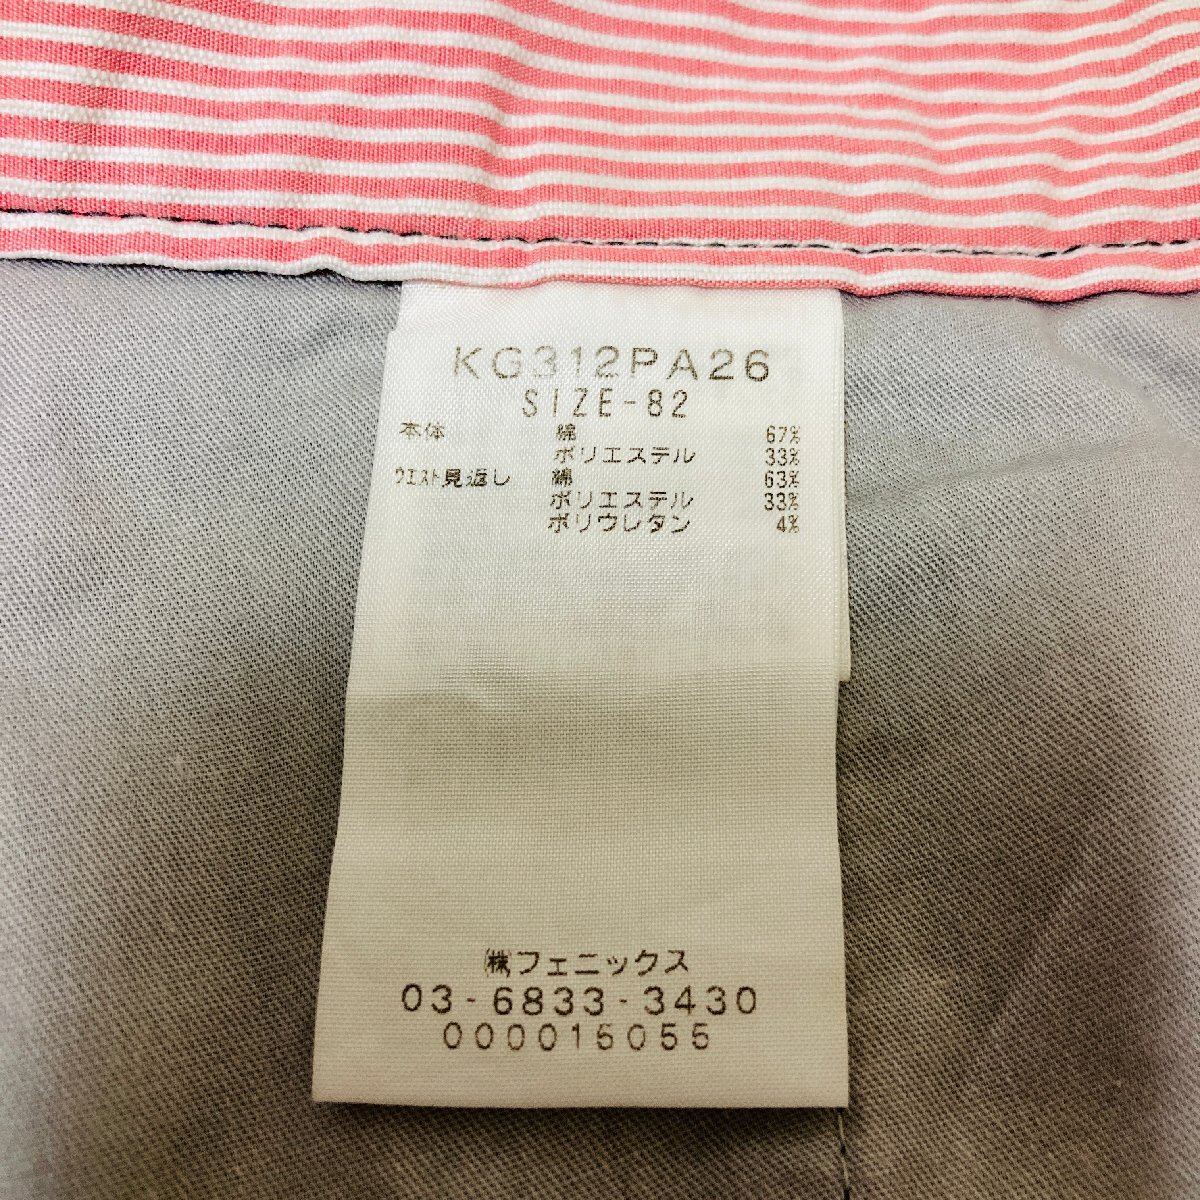 KG312PA26
SIZE-82
本体 綿 67%
ポリエステル 33%
ウエスト見返し 綿 63%
ポリエステル 33%
ポリウレタン 4%
㈱フェニックス
03-6833-3430
000015055